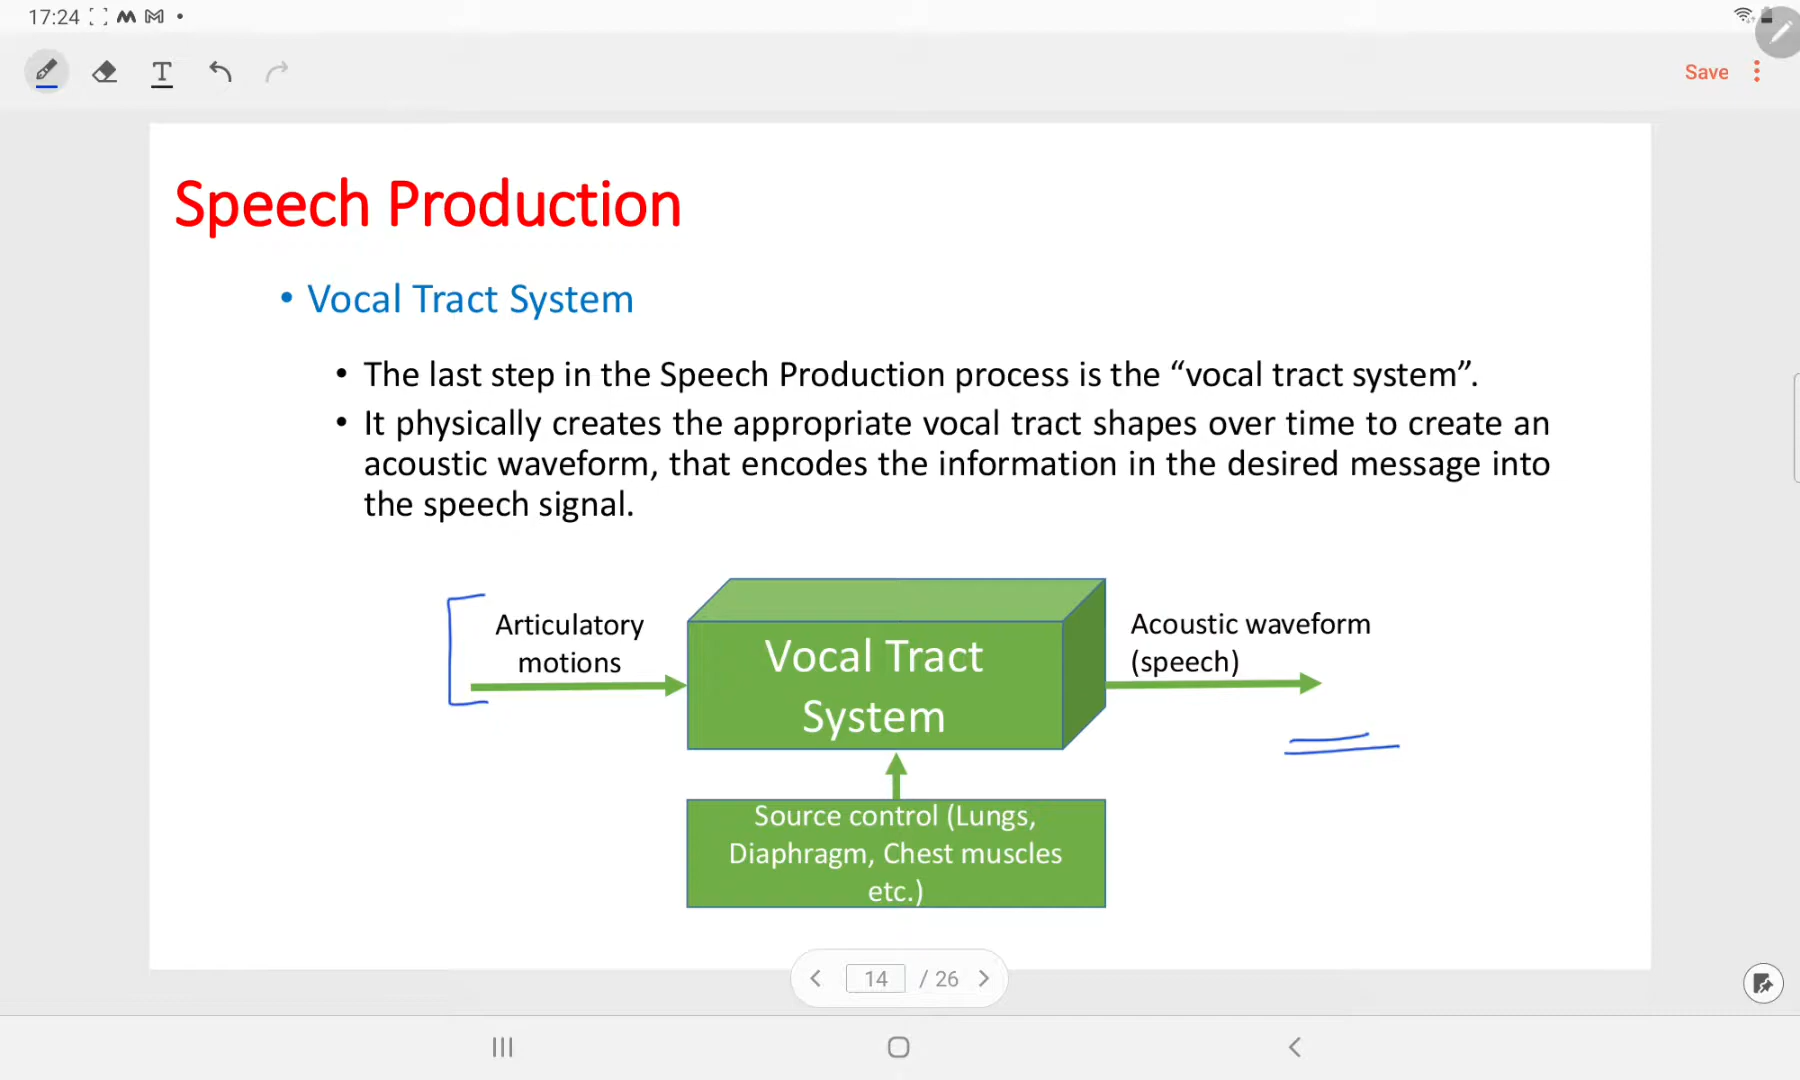 17:24
Save
Speech Production
• Vocal Tract System
• The last step in the Speech Production process is the “vocal tract system”.
• It physically creates the appropriate vocal tract shapes over time to create an
acoustic waveform, that encodes the information in the desired message into
the speech signal.
Articulatory
motions
Vocal Tract
System
Acoustic waveform
(speech)
Source control (Lungs,
Diaphragm, Chest muscles
etc.)
14 / 26